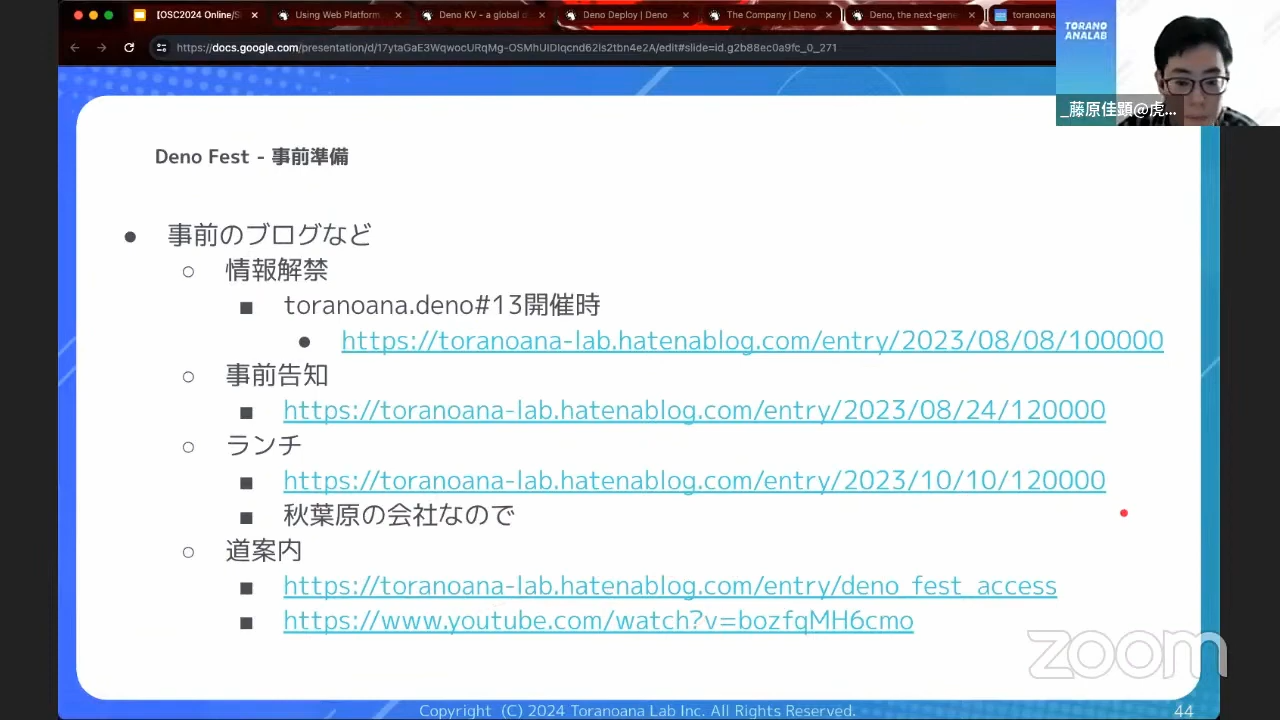 [OSC2024 Online/S
Using Web Platform
Deno KV - a global d
Deno Deploy | Deno
The Company | Deno
Deno, the next-gene
toranoana
https://docs.google.com/presentation/d/17ytaGaE3WqwocURqMg-OSMhUIDIqcnd62ls2tbn4e2A/edit#slide=id.g2b88ec0a9fc_0_271
TORANO
ANALAB
_藤原佳顕@虎...
Deno Fest - 事前準備
● 事前のブログなど
○ 情報解禁
■ toranoana.deno#13開催時
● https://toranoana-lab.hatenablog.com/entry/2023/08/08/100000
○ 事前告知
■ https://toranoana-lab.hatenablog.com/entry/2023/08/24/120000
○ ランチ
■ https://toranoana-lab.hatenablog.com/entry/2023/10/10/120000
■ 秋葉原の会社なので
○ 道案内
■ https://toranoana-lab.hatenablog.com/entry/deno_fest_access
■ https://www.youtube.com/watch?v=bozfqMH6cmo
zoom
Copyright (C) 2024 Toranoana Lab Inc. All Rights Reserved.
44